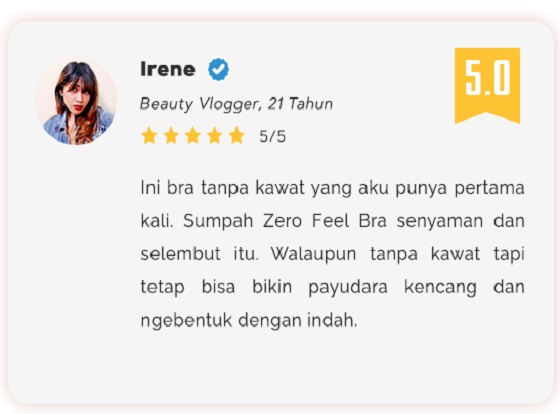 Irene
5.0
Beauty Vlogger, 21 Tahun
5/5
Ini bra tanpa kawat yang aku punya pertama
kali. Sumpah Zero Feel Bra senyaman dan
selembut itu. Walaupun tanpa kawat tapi
tetap bisa bikin payudara kencang dan
ngebentuk dengan indah.